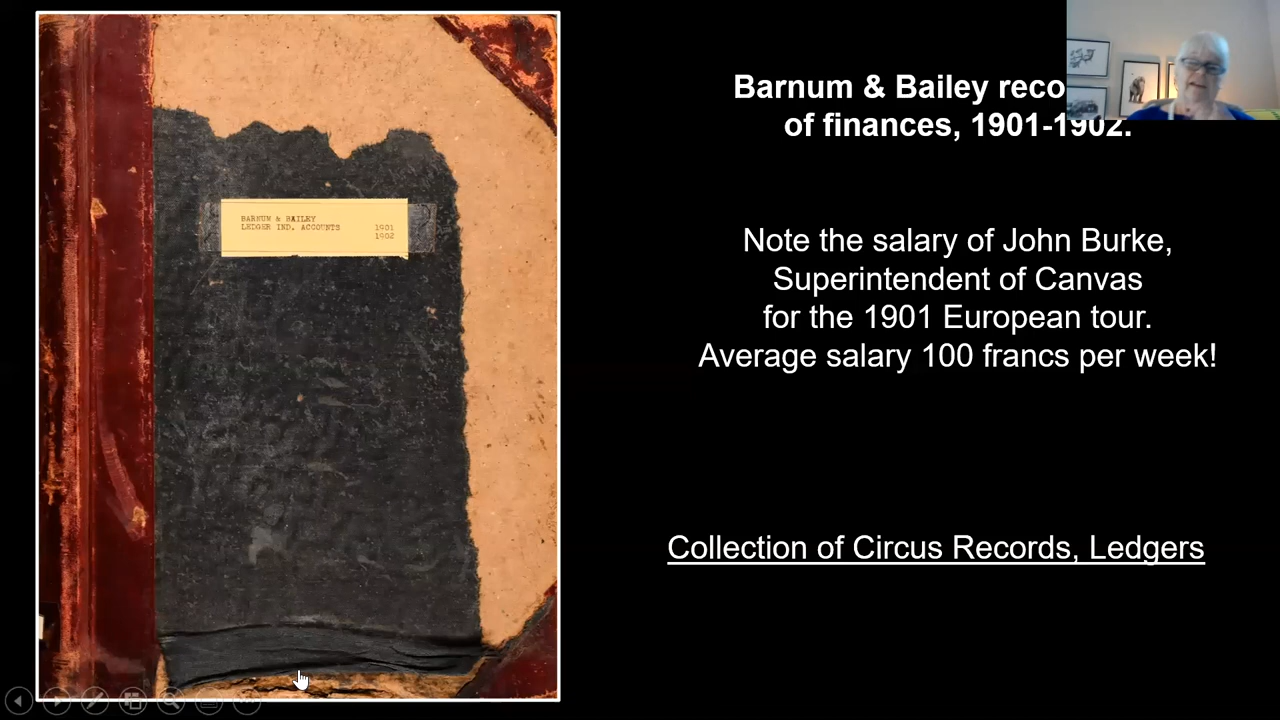 BARNUM & BAILEY
LEDGER IND. ACCOUNTS 1901
1902
Barnum & Bailey reco
of finances, 1901-1902.
Note the salary of John Burke,
Superintendent of Canvas
for the 1901 European tour.
Average salary 100 francs per week!
Collection of Circus Records, Ledgers